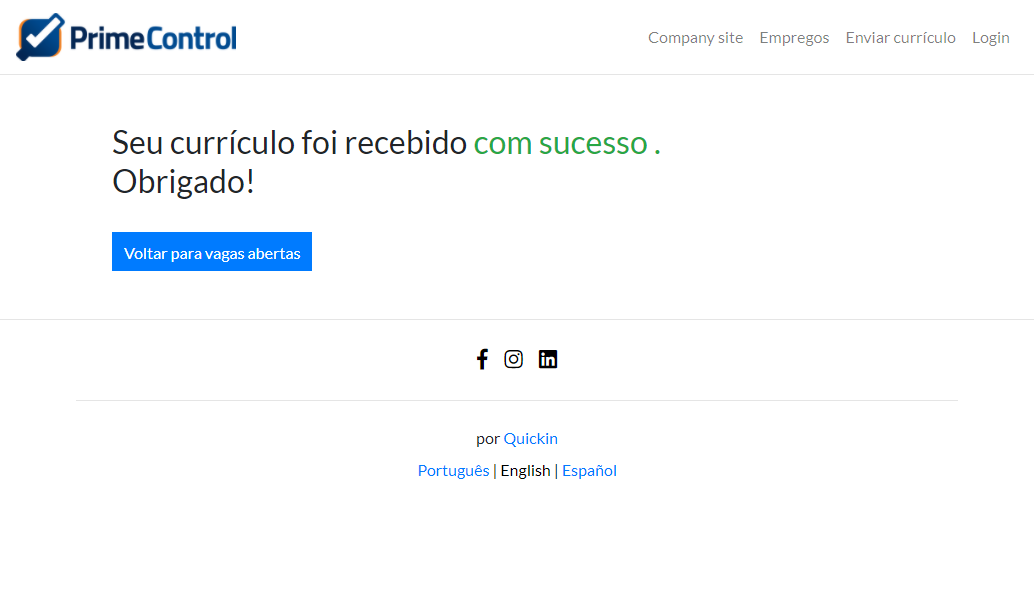 PrimeControl
Company site Empregos Enviar currículo Login
Seu currículo foi recebido com sucesso .
Obrigado!
Voltar para vagas abertas
por Quickin
Português | English | Español